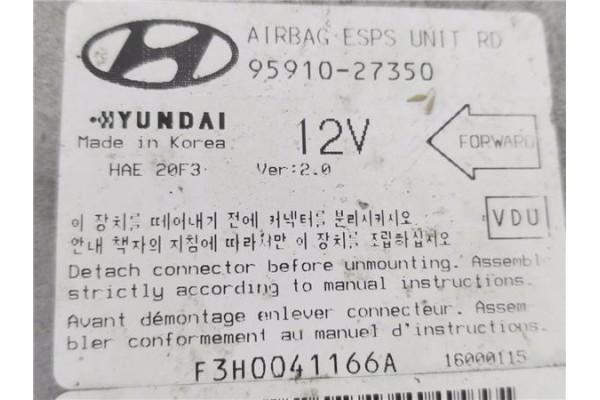 AIRBAG ESPS UNIT RD
95910-27350
HYUNDAI
Made in Korea
12V
FORWARD
HAE 20F3
Ver:2.0
VDU
이 장치를 떼어내기 전에 커넥터를 분리시키시오
안내 책자의 지침에 따라서만 이 장치를 조립하십시오
Detach connector before unmounting. Assembl
strictly according to manual instructions.
Avant démontage enlever connecteur. Assem-
bler conformement au manuel d'instructions.
F3H0041166A
16000115